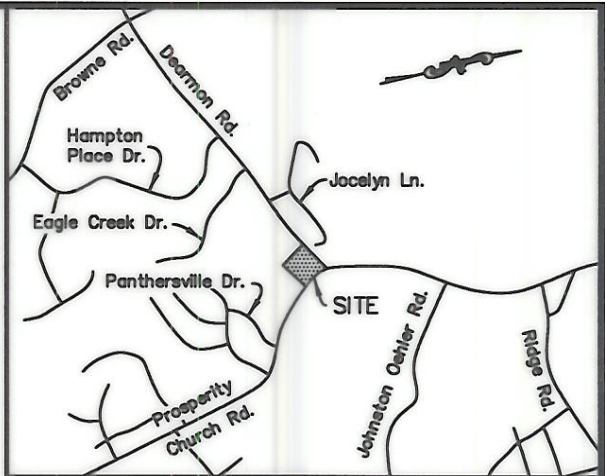 Browne Rd.
Dearmon Rd.
Hampton
Place Dr.
Jocelyn Ln.
Eagle Creek Dr.
Panthersville Dr.
SITE
Johnston Oehler Rd.
Ridge Rd.
Prosperity
Church Rd.